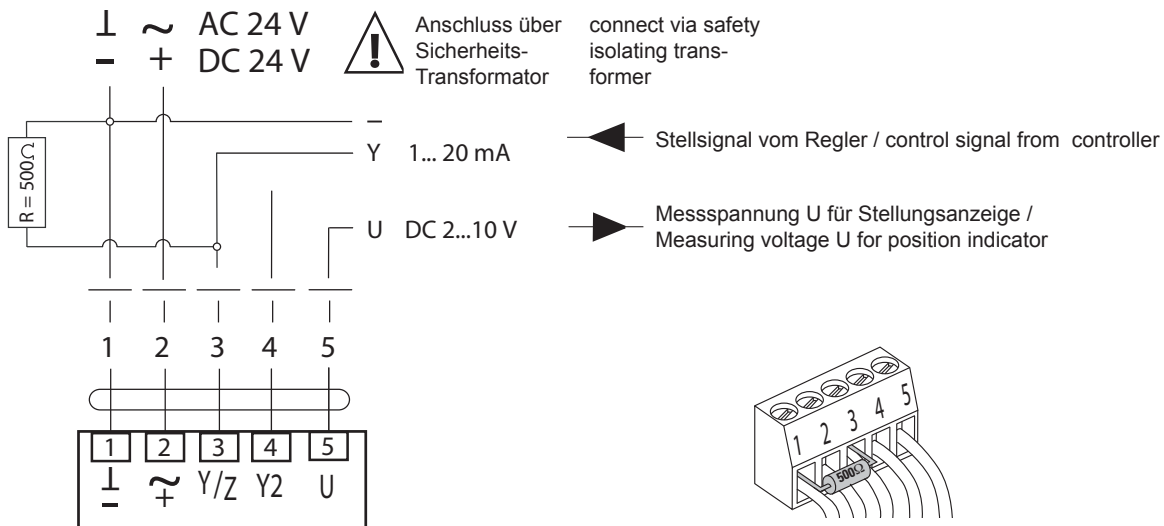 ⊥ ~ AC 24 V
– + DC 24 V
Anschluss über
Sicherheits-
Transformator
connect via safety
isolating trans-
former
!
–
Y 1... 20 mA
Stellsignal vom Regler / control signal from controller
R = 500Ω
U DC 2...10 V
Messspannung U für Stellungsanzeige /
Measuring voltage U for position indicator
1 2 3 4 5
1 2 3 4 5
⊥ ~ Y/Z Y2 U
– +
1 2 3 4 5
500Ω